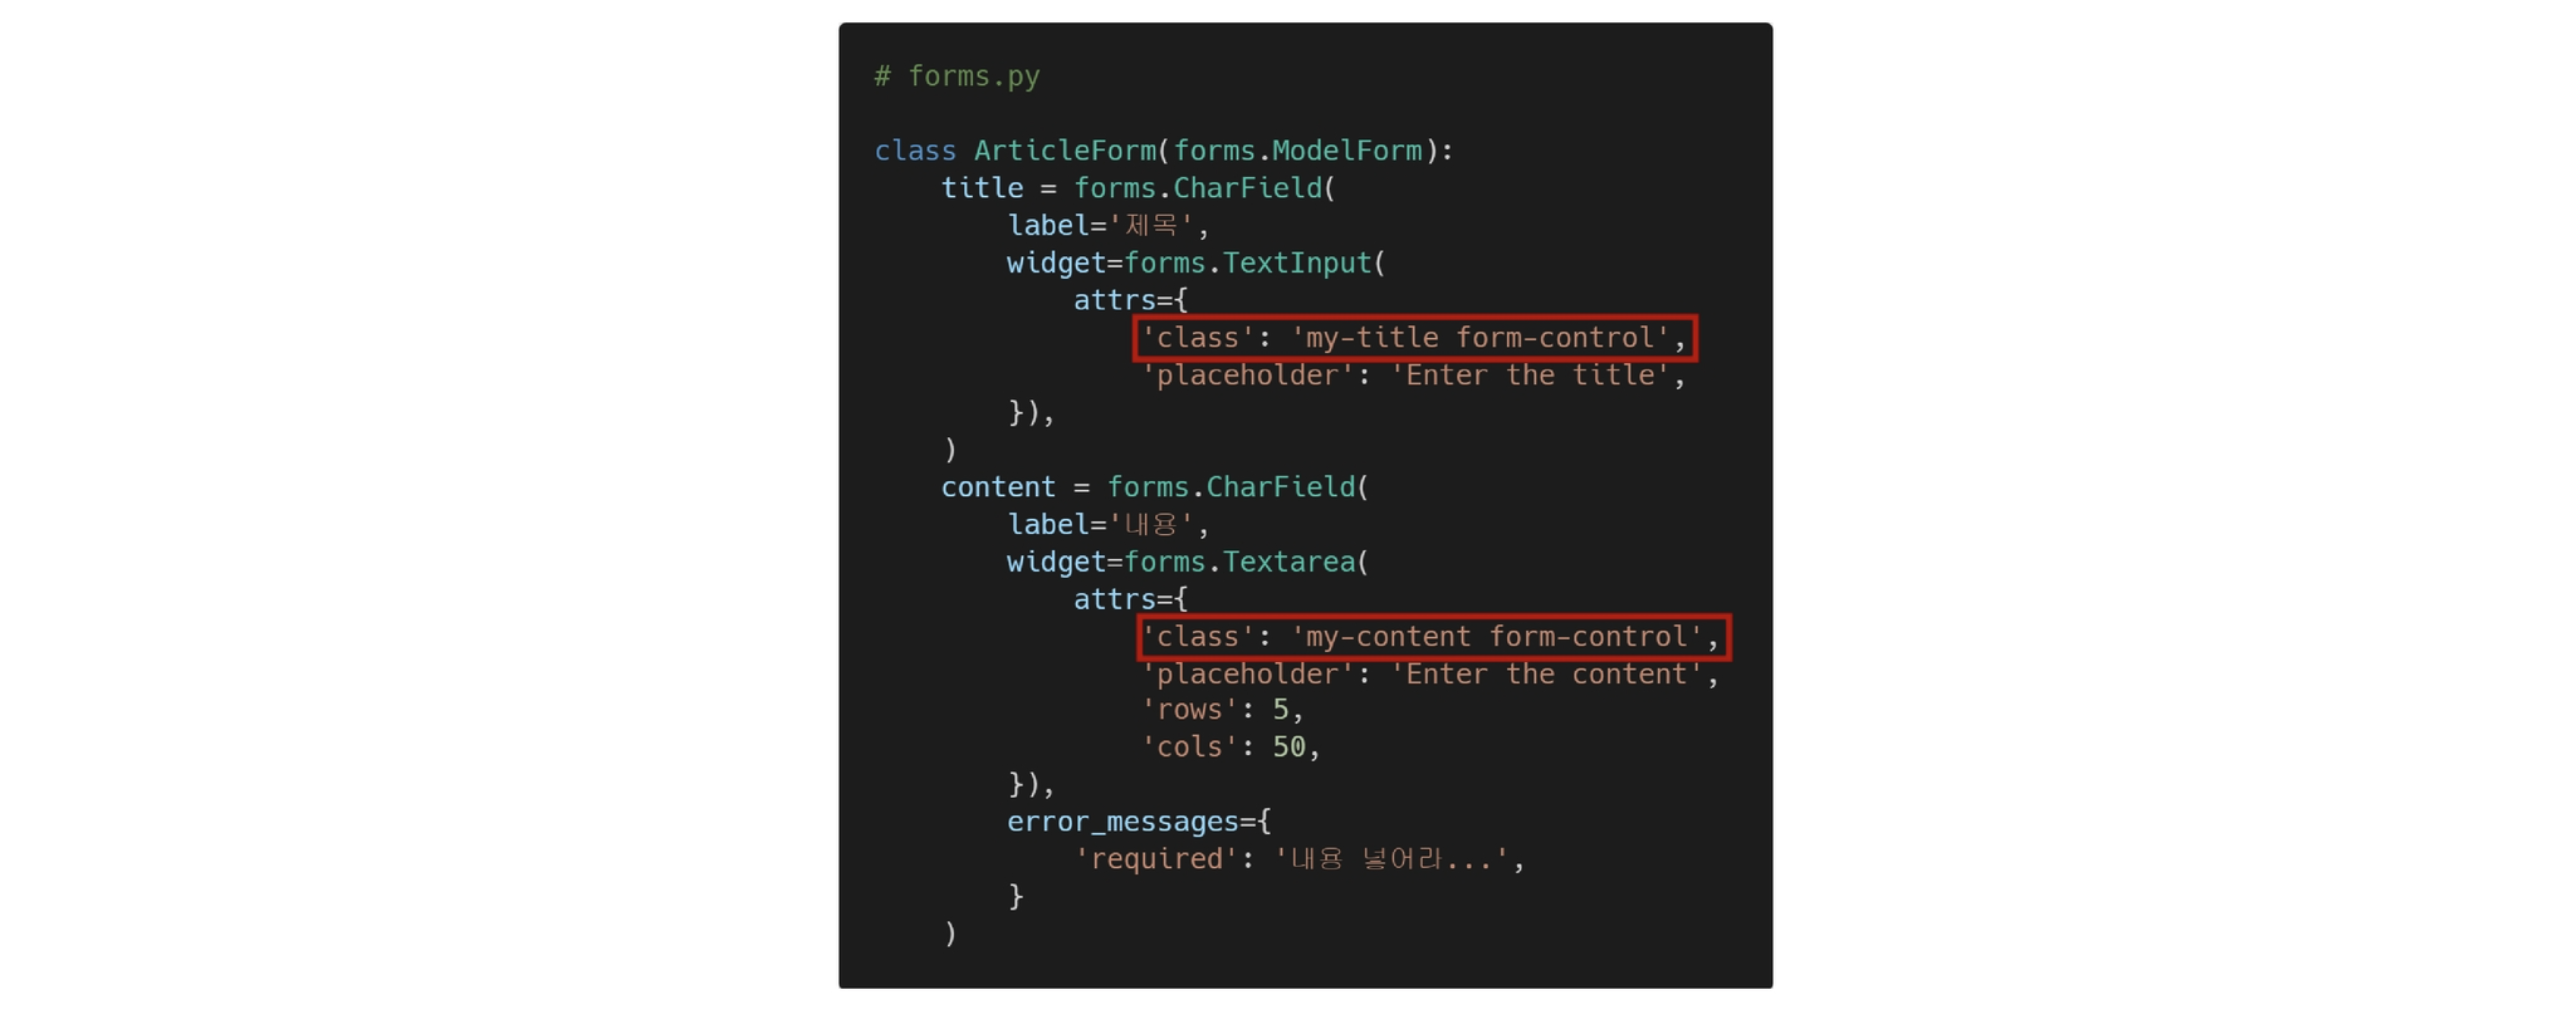 # forms.py
class ArticleForm(forms.ModelForm):
title = forms.CharField(
label='제목',
widget=forms.TextInput(
attrs={
'class': 'my-title form-control',
'placeholder': 'Enter the title',
}),
)
content = forms.CharField(
label='내용',
widget=forms.Textarea(
attrs={
'class': 'my-content form-control',
'placeholder': 'Enter the content',
'rows': 5,
'cols': 50,
}),
error_messages={
'required': '내용 넣어라...',
}
)